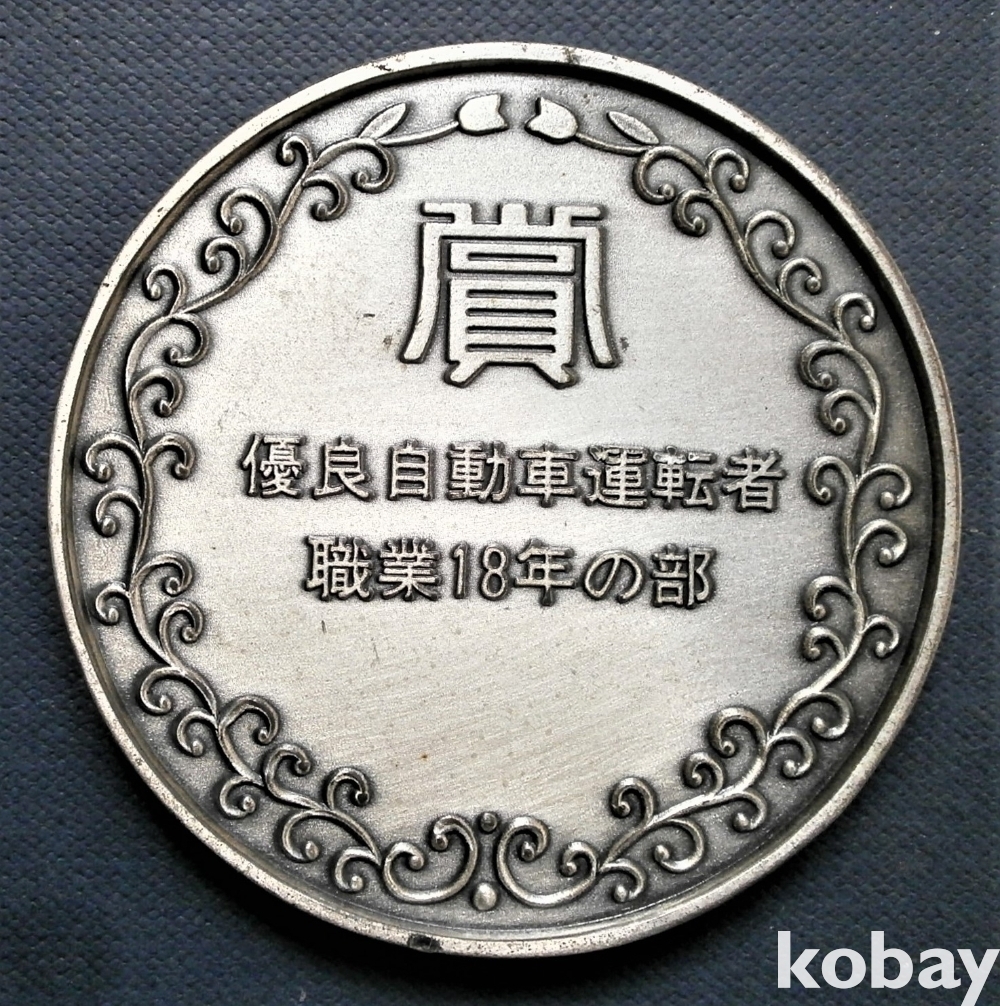 賞
優良自動車運転者
職業18年の部
kobay